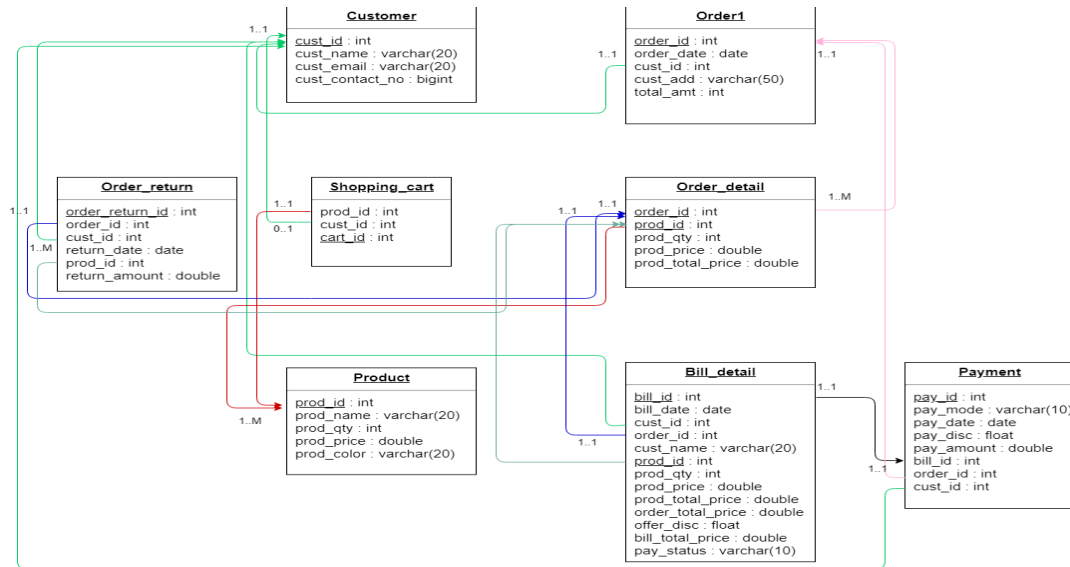 Customer
cust_id : int
cust_name : varchar(20)
cust_email : varchar(20)
cust_contact_no : bigint
1..1
Order1
order_id : int
order_date : date
cust_id : int
cust_add : varchar(50)
total_amt : int
1..1
1..1
Order_return
order_return_id : int
order_id : int
cust_id : int
return_date : date
prod_id : int
return_amount : double
1..1
1..M
Shopping_cart
prod_id : int
cust_id : int
cart_id : int
1..1
0..1
Order_detail
order_id : int
prod_id : int
prod_qty : int
prod_price : double
prod_total_price : double
1..1
1..1
1..M
Product
prod_id : int
prod_name : varchar(20)
prod_qty : int
prod_price : double
prod_color : varchar(20)
1..M
Bill_detail
bill_id : int
bill_date : date
cust_id : int
order_id : int
cust_name : varchar(20)
prod_id : int
prod_qty : int
prod_price : double
prod_total_price : double
order_total_price : double
offer_disc : float
bill_total_price : double
pay_status : varchar(10)
1..1
1..1
Payment
pay_id : int
pay_mode : varchar(10)
pay_date : date
pay_disc : float
pay_amount : double
bill_id : int
order_id : int
cust_id : int
1..1